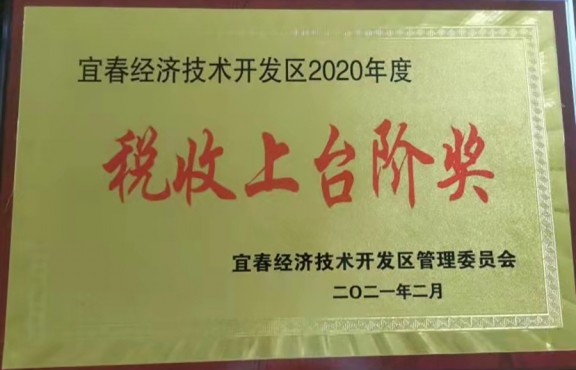 宜春经济技术开发区2020年度
税收上台阶奖
宜春经济技术开发区管理委员会
二〇二一年二月